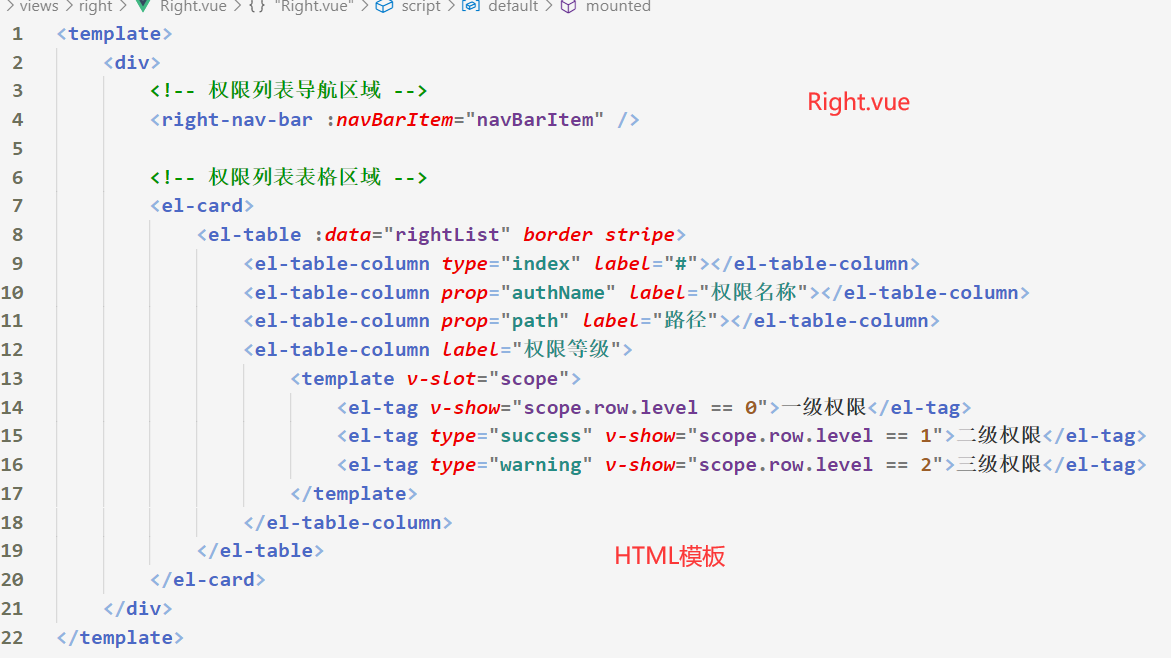 views > right > Right.vue > {} "Right.vue" > script > default > mounted
1 <template>
2 <div>
3 <!-- 权限列表导航区域 -->
Right.vue
4 <right-nav-bar :navBarItem="navBarItem" />
5
6 <!-- 权限列表表格区域 -->
7 <el-card>
8 <el-table :data="rightList" border stripe>
9 <el-table-column type="index" label="#"></el-table-column>
10 <el-table-column prop="authName" label="权限名称"></el-table-column>
11 <el-table-column prop="path" label="路径"></el-table-column>
12 <el-table-column label="权限等级">
13 <template v-slot="scope">
14 <el-tag v-show="scope.row.level == 0">一级权限</el-tag>
15 <el-tag type="success" v-show="scope.row.level == 1">二级权限</el-tag>
16 <el-tag type="warning" v-show="scope.row.level == 2">三级权限</el-tag>
17 </template>
18 </el-table-column>
19 </el-table>
HTML模板
20 </el-card>
21 </div>
22 </template>